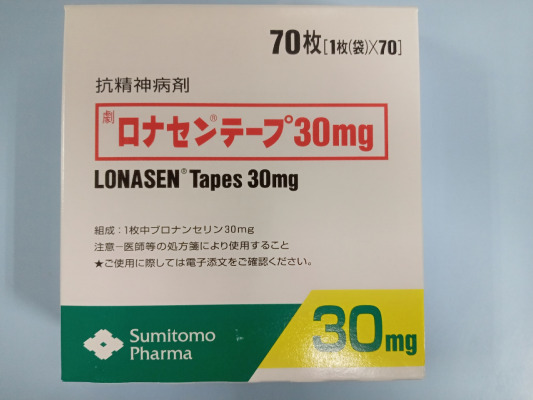 70枚[1枚(袋)×70]
抗精神病剤
劇 ロナセン®テープ30mg
LONASEN® Tapes 30mg
組成：1枚中ブロナンセリン30mg
注意－医師等の処方箋により使用すること
★ご使用に際しては電子添文をご確認ください。
Sumitomo
Pharma
30mg